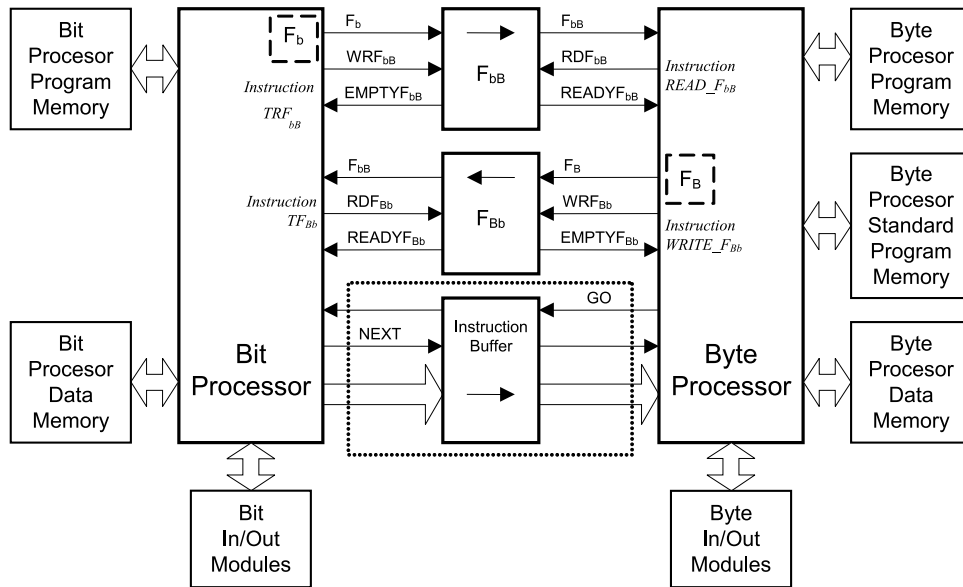 Bit
Procesor
Program
Memory
F_b
Instruction
TRF_bB
F_b
WRF_bB
EMPTYF_bB
F_bB
F_bB
RDF_bB
READYF_bB
Instruction
READ_F_bB
Byte
Procesor
Program
Memory
Instruction
TF_Bb
F_bB
RDF_Bb
READYF_Bb
F_Bb
F_B
WRF_Bb
EMPTYF_Bb
F_B
Instruction
WRITE_F_Bb
Byte
Procesor
Standard
Program
Memory
Bit
Procesor
Data
Memory
Bit
Processor
NEXT
Instruction
Buffer
GO
Byte
Processor
Byte
Procesor
Data
Memory
Bit
In/Out
Modules
Byte
In/Out
Modules